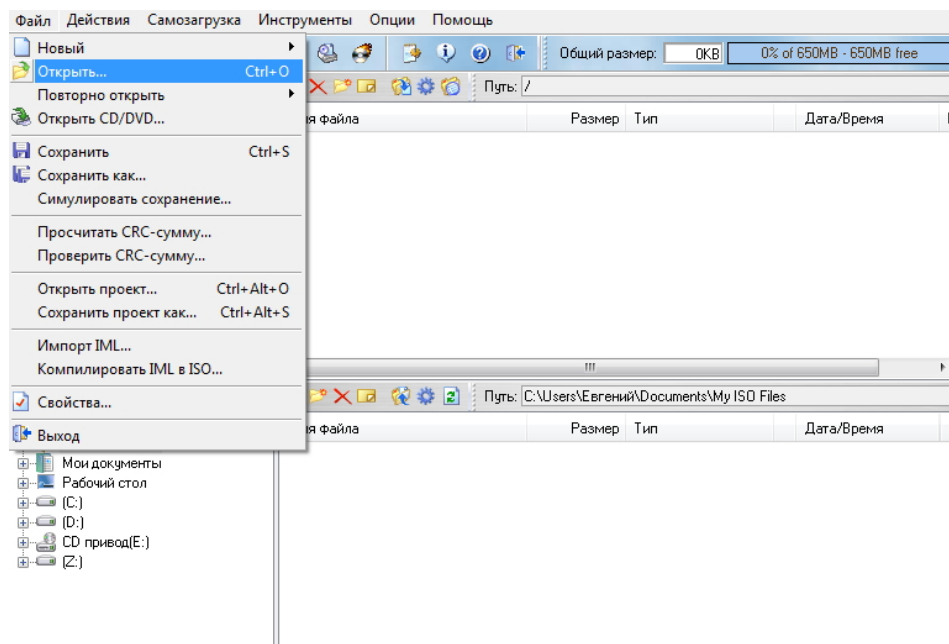 Файл Действия Самозагрузка Инструменты Опции Помощь
Новый
Открыть... Ctrl+O
Повторно открыть
Открыть CD/DVD...
Сохранить Ctrl+S
Сохранить как...
Симулировать сохранение...
Просчитать CRC-сумму...
Проверить CRC-сумму...
Открыть проект... Ctrl+Alt+O
Сохранить проект как... Ctrl+Alt+S
Импорт IML...
Компилировать IML в ISO...
Свойства...
Выход
Общий размер: 0KB 0% of 650MB - 650MB free
Путь: /
файла Размер Тип Дата/Время
Путь: C:\Users\Евгений\Documents\My ISO Files
файла Размер Тип Дата/Время
Мои документы
Рабочий стол
(C:)
(D:)
CD привод(E:)
(Z:)